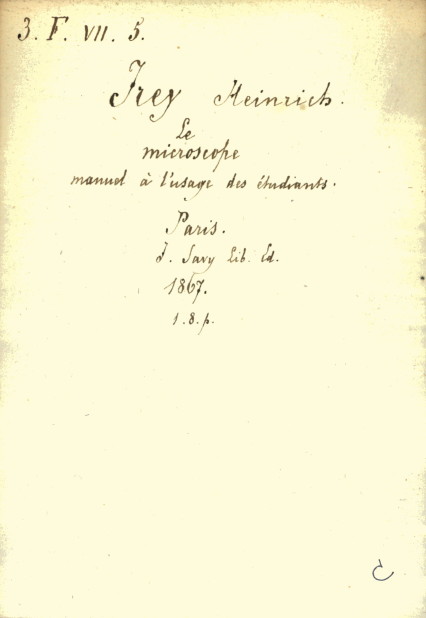 3. F. VII. 5.
Frey Heinrich.
Le
microscope
manuel à l'usage des étudiants.
Paris.
F. Savy Lib. Ed.
1867.
1. 8. p.